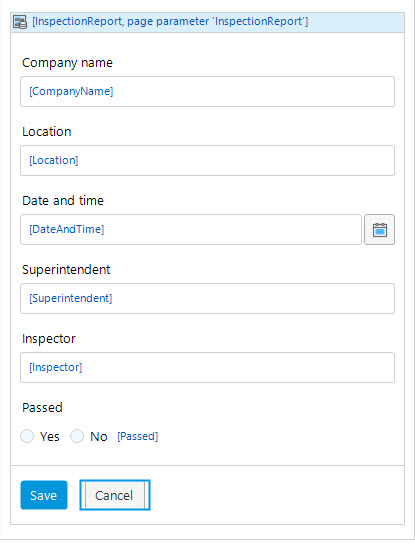 [InspectionReport, page parameter 'InspectionReport']
Company name
[CompanyName]
Location
[Location]
Date and time
[DateAndTime]
Superintendent
[Superintendent]
Inspector
[Inspector]
Passed
Yes No [Passed]
Save Cancel